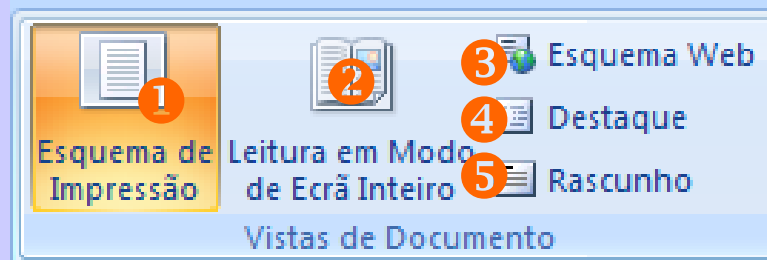 1
Esquema de
Impressão
2
Leitura em Modo
de Ecrã Inteiro
3 Esquema Web
4 Destaque
5 Rascunho
Vistas de Documento